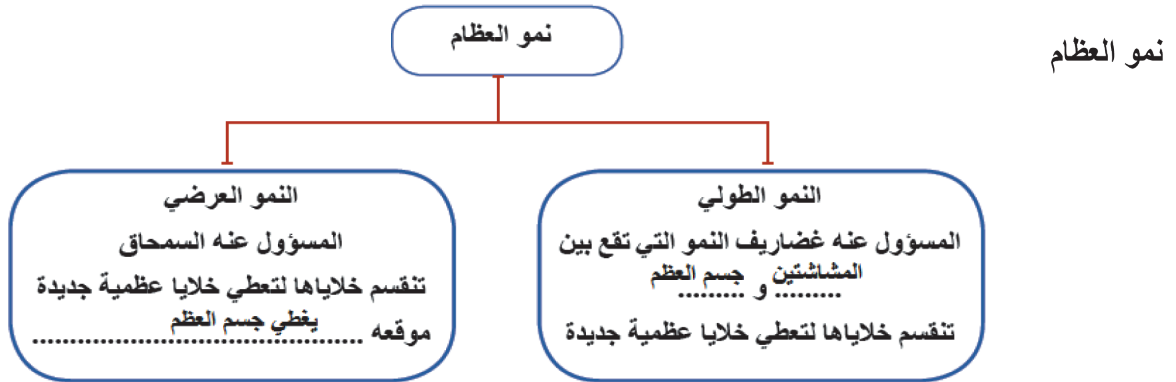 نمو العظام
نمو العظام
النمو الطولي
المسؤول عنه غضاريف النمو التي تقع بين
المشاشتين و جسم العظم
تنقسم خلاياها لتعطي خلايا عظمية جديدة
النمو العرضي
المسؤول عنه السمحاق
تنقسم خلاياها لتعطي خلايا عظمية جديدة
موقعه يغطي جسم العظم